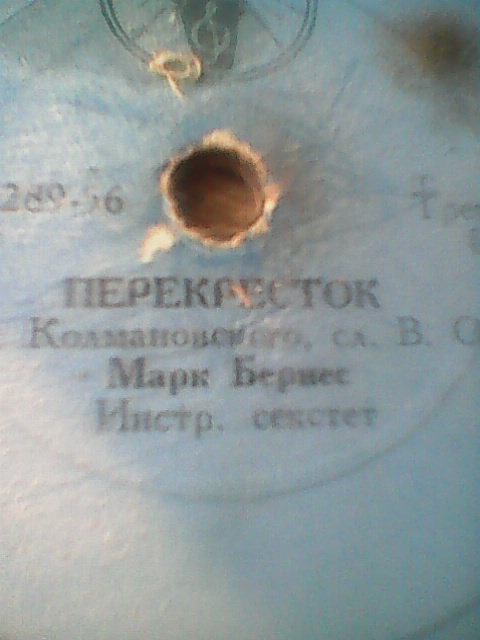 289-56
ПЕРЕКРЕСТОК
Колмановского, сл. В.
Марк Бернес
Инстр. секстет